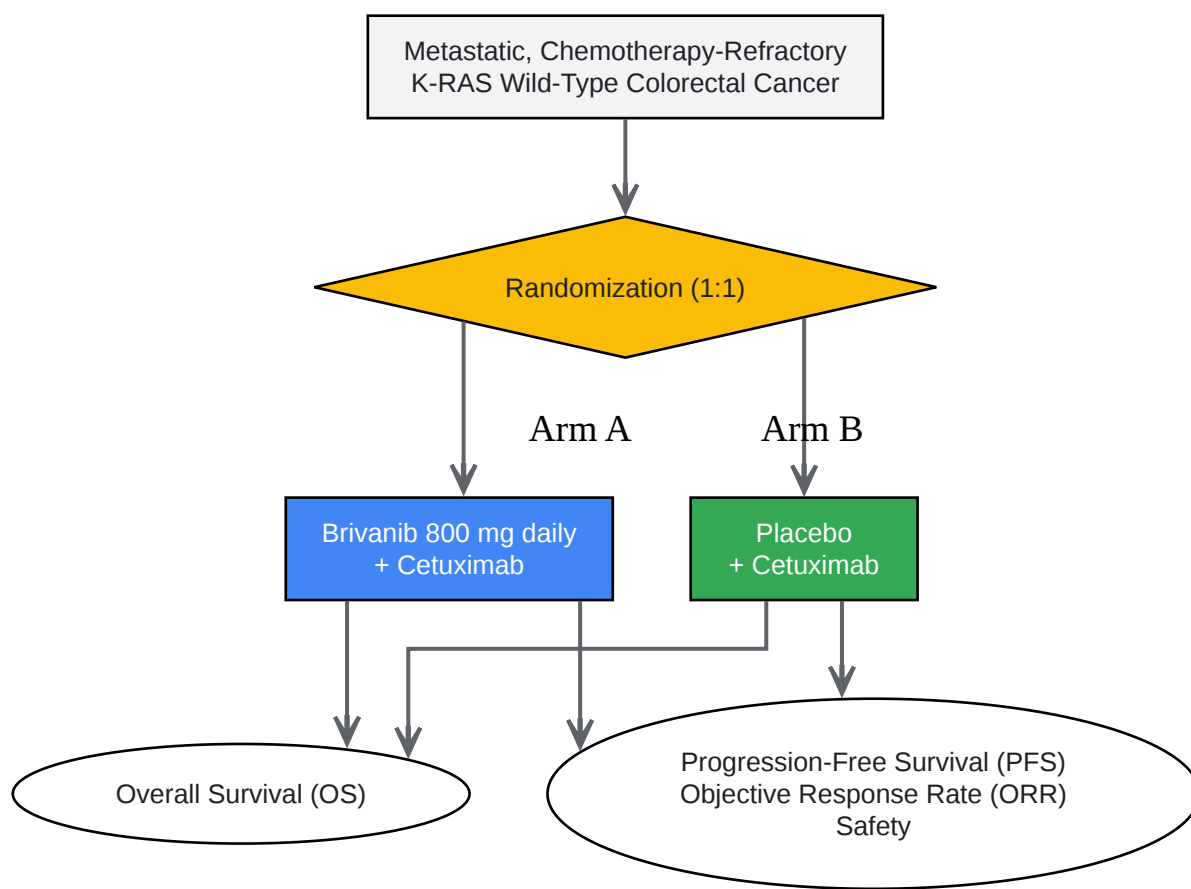 Metastatic, Chemotherapy-Refractory
K-RAS Wild-Type Colorectal Cancer
Randomization (1:1)
Arm A
Arm B
Brivanib 800 mg daily
+ Cetuximab
Placebo
+ Cetuximab
Overall Survival (OS)
Progression-Free Survival (PFS)
Objective Response Rate (ORR)
Safety